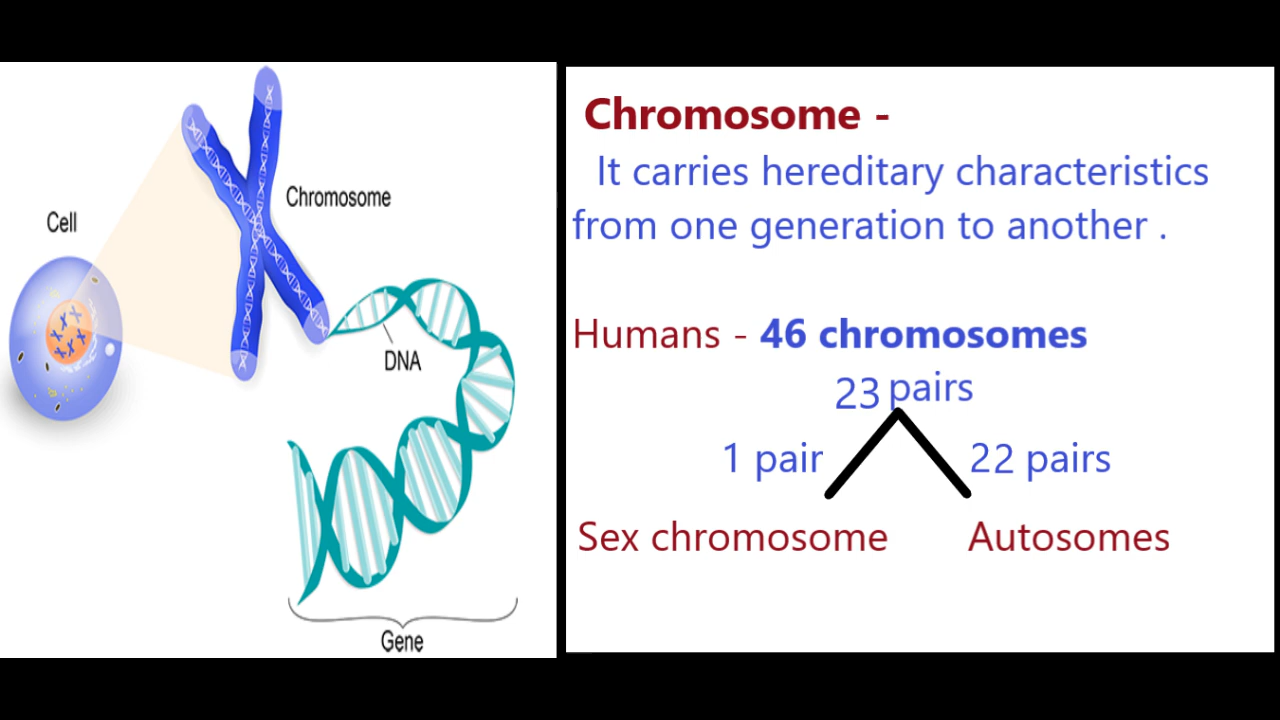 Cell
Chromosome
DNA
Gene
Chromosome -
It carries hereditary characteristics
from one generation to another .
Humans - 46 chromosomes
23 pairs
1 pair
22 pairs
Sex chromosome
Autosomes